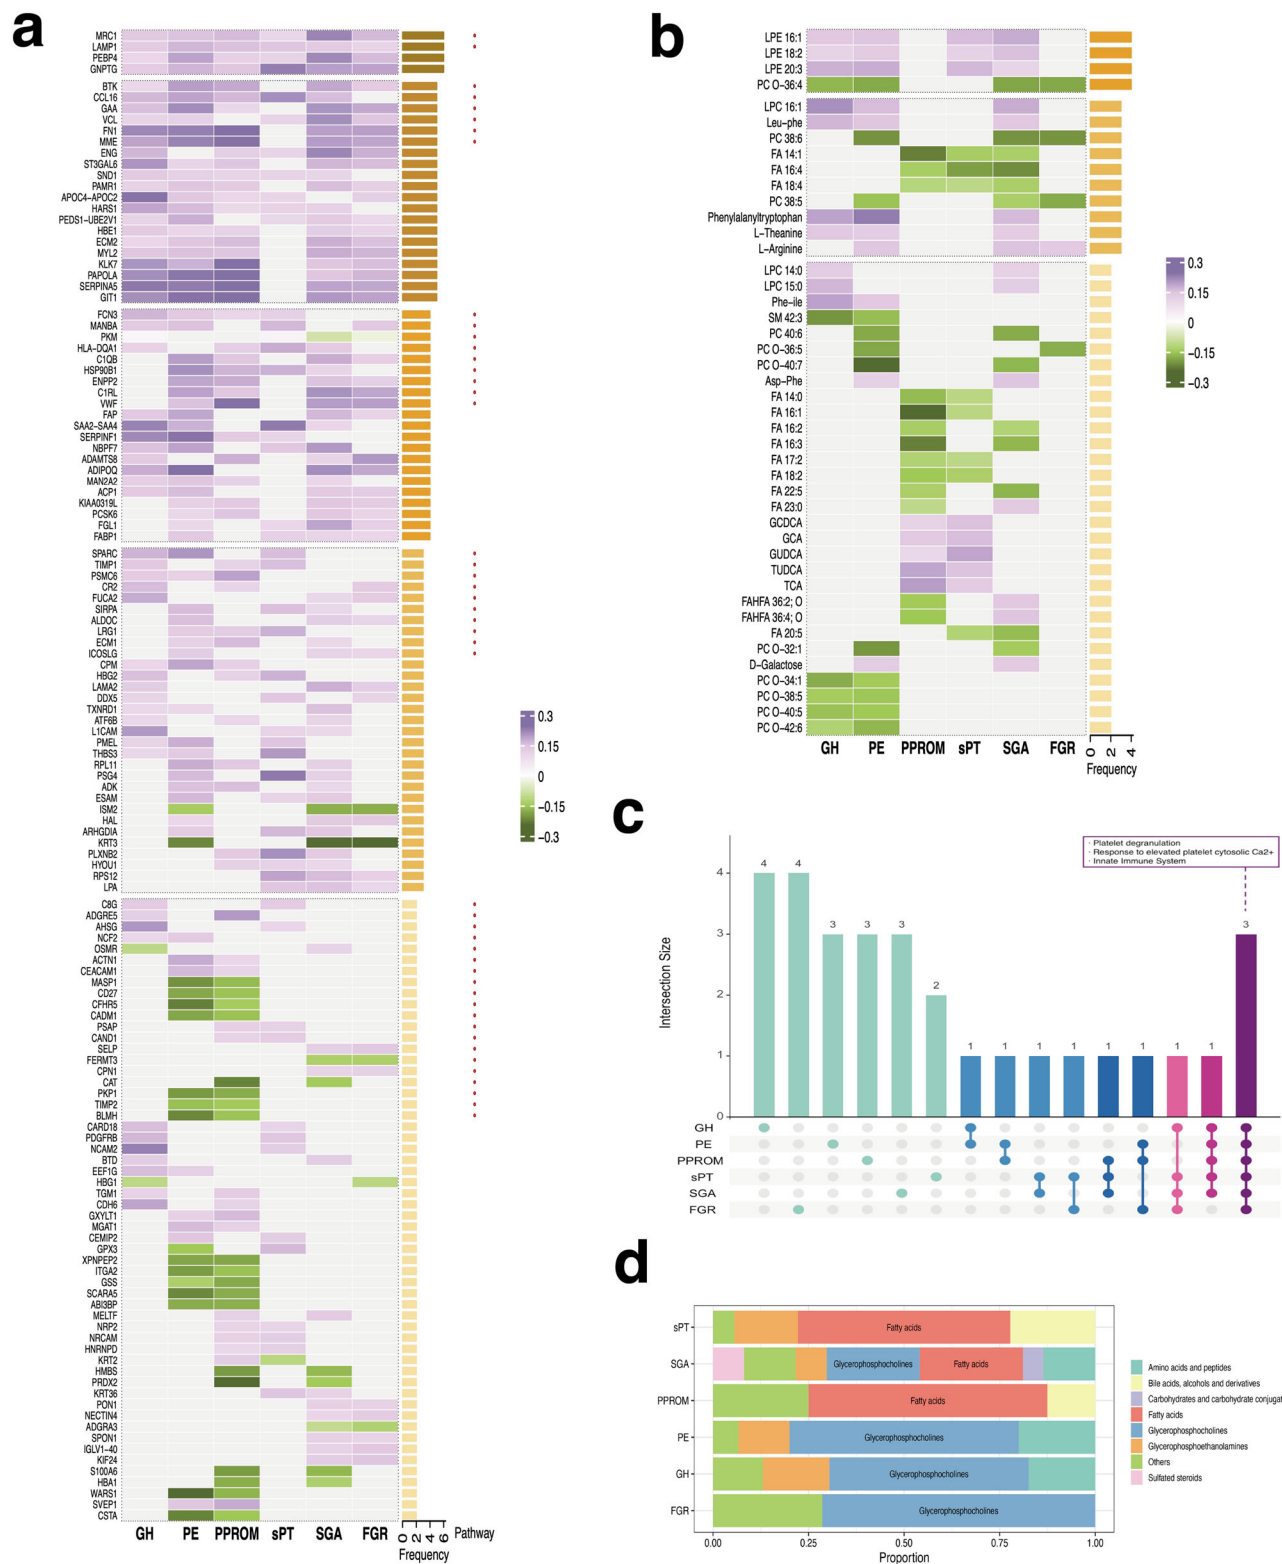 a
MRC1
LAMP1
PEBP4
GNPTG
BTK
CCL16
GAA
VCL
FN1
MME
ENG
ST3GAL6
SND1
PAMR1
APOC4-APOC2
HARS1
PEDS1-UBE2V1
HBE1
ECM2
MYL2
KLK7
PAPOLA
SERPINA5
GIT1
FCN3
MANBA
PKM
HLA-DQA1
C1QB
HSP90B1
ENPP2
C1RL
VWF
FAP
SAA2-SAA4
SERPINF1
NBPF7
ADAMTS8
ADIPOQ
MAN2A2
ACP1
KIAA0319L
PCSK6
FGL1
FABP1
SPARC
TIMP1
PSMC6
CR2
FUCA2
SIRPA
ALDOC
LRG1
ECM1
ICOSLG
CPM
HBG2
LAMA2
DDX5
TXNRD1
ATF6B
L1CAM
PMEL
THBS3
RPL11
PSG4
ADK
ESAM
ISM2
HAL
ARHGDIA
KRT3
PLXNB2
HYOU1
RPS12
LPA
C8G
ADGRE5
AHSG
NCF2
OSMR
ACTN1
CEACAM1
MASP1
CD27
CFHR5
CADM1
PSAP
CAND1
SELP
FERMT3
CPN1
CAT
PKP1
TIMP2
BLMH
CARD18
PDGFRB
NCAM2
BTD
EEF1G
HBG1
TGM1
CDH6
GXYLT1
MGAT1
CEMIP2
GPX3
XPNPEP2
ITGA2
GSS
SCARA5
ABI3BP
MELTF
NRP2
NRCAM
HNRNPD
KRT2
HMBS
PRDX2
KRT36
PON1
NECTIN4
ADGRA3
SPON1
IGLV1-40
KIF24
S100A6
HBA1
WARS1
SVEP1
CSTA
GH PE PPROM sPT SGA FGR
0 2 4 6
Frequency
Pathway
0.3
0.15
0
-0.15
-0.3
b
LPE 16:1
LPE 18:2
LPE 20:3
PC O-36:4
LPC 16:1
Leu-phe
PC 38:6
FA 14:1
FA 16:4
FA 18:4
PC 38:5
Phenylalanyltryptophan
L-Theanine
L-Arginine
LPC 14:0
LPC 15:0
Phe-ile
SM 42:3
PC 40:6
PC O-36:5
PC O-40:7
Asp-Phe
FA 14:0
FA 16:1
FA 16:2
FA 16:3
FA 17:2
FA 18:2
FA 22:5
FA 23:0
GCDCA
GCA
GUDCA
TUDCA
TCA
FAHFA 36:2; O
FAHFA 36:4; O
FA 20:5
PC O-32:1
D-Galactose
PC O-34:1
PC O-38:5
PC O-40:5
PC O-42:6
GH PE PPROM sPT SGA FGR
0 2 4
Frequency
0.3
0.15
0
-0.15
-0.3
c
· Platelet degranulation
· Response to elevated platelet cytosolic Ca2+
· Innate Immune System
Intersection Size
4
3
2
1
0
4 4 3 3 3 2 1 1 1 1 1 1 1 1 3
GH
PE
PPROM
sPT
SGA
FGR
d
sPT
Fatty acids
SGA
Glycerophosphocholines Fatty acids
PPROM
Fatty acids
PE
Glycerophosphocholines
GH
Glycerophosphocholines
FGR
Glycerophosphocholines
0.00 0.25 0.50 0.75 1.00
Proportion
Amino acids and peptides
Bile acids, alcohols and derivatives
Carbohydrates and carbohydrate conjugat
Fatty acids
Glycerophosphocholines
Glycerophosphoethanolamines
Others
Sulfated steroids